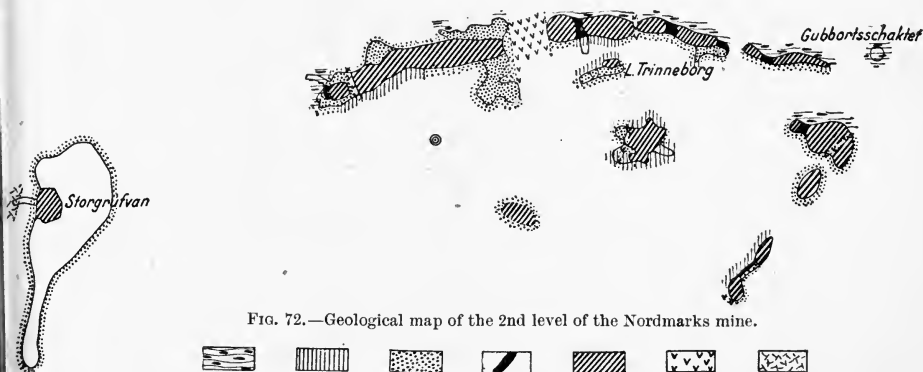 Gubbortsschaktet
L. Trinneborg
Storgrufvan
FIG. 72.—Geological map of the 2nd level of the Nordmarks mine.